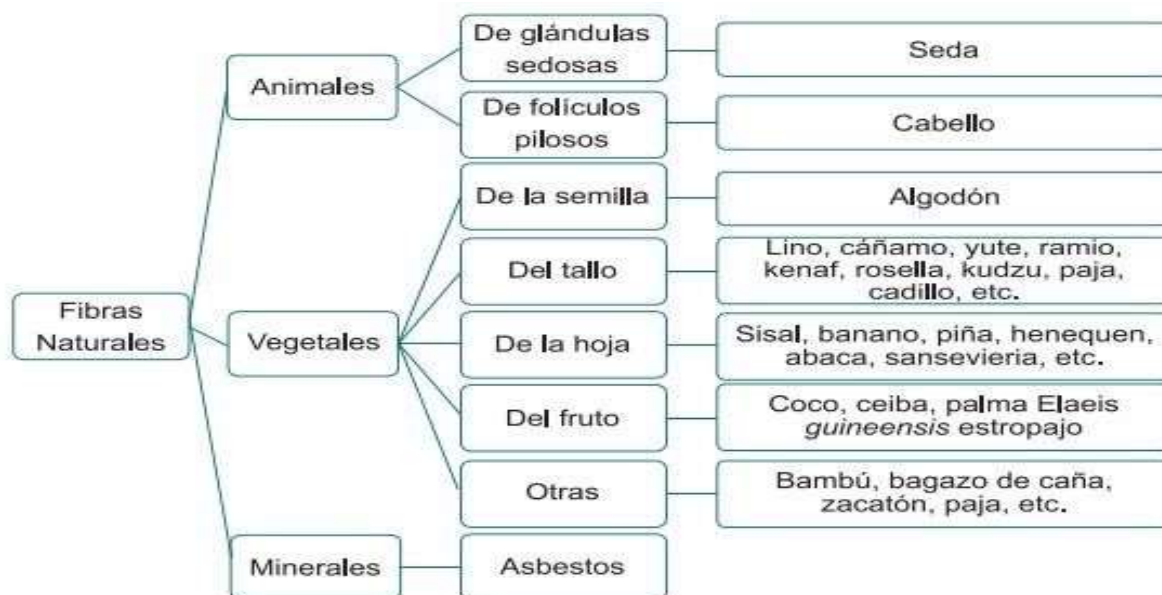 Fibras
Naturales
Animales
De glándulas
sedosas
Seda
De folículos
pilosos
Cabello
Vegetales
De la semilla
Algodón
Del tallo
Lino, cáñamo, yute, ramio,
kenaf, rosella, kudzu, paja,
cadillo, etc.
De la hoja
Sisal, banano, piña, henequen,
abaca, sansevieria, etc.
Del fruto
Coco, ceiba, palma Elaeis
guineensis estropajo
Otras
Bambú, bagazo de caña,
zacatón, paja, etc.
Minerales
Asbestos